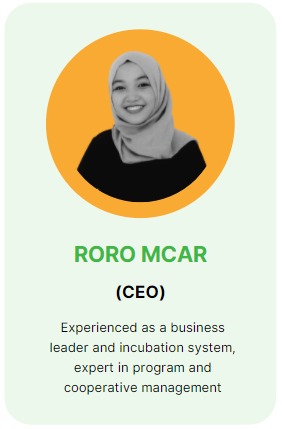 RORO MCAR
(CEO)
Experienced as a business
leader and incubation system,
expert in program and
cooperative management